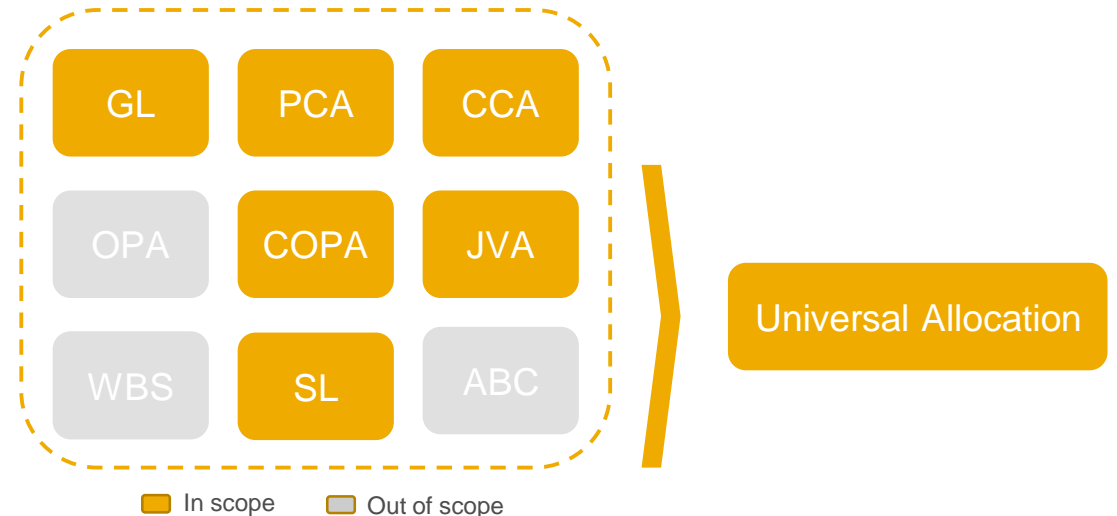 GL
PCA
CCA
OPA
COPA
JVA
WBS
SL
ABC
Universal Allocation
In scope
Out of scope